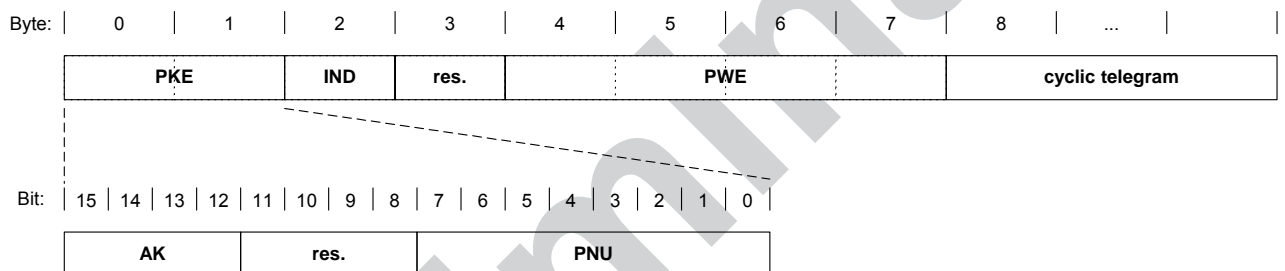 Byte: 0 1 2 3 4 5 6 7 8 ...
PKE IND res. PWE cyclic telegram
Bit: 15 14 13 12 11 10 9 8 7 6 5 4 3 2 1 0
AK res. PNU